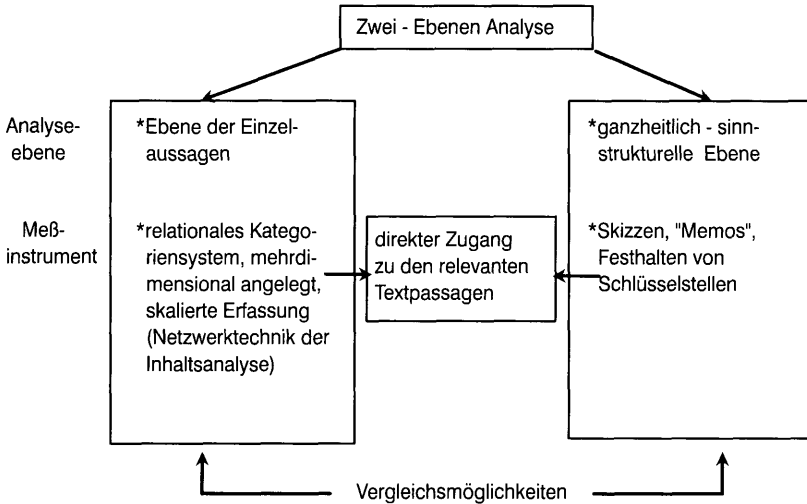 Zwei - Ebenen Analyse
Analyse-
ebene
*Ebene der Einzel-
aussagen
*ganzheitlich - sinn-
strukturelle Ebene
Meß-
instrument
*relationales Katego-
riensystem, mehrdi-
mensional angelegt,
skalierte Erfassung
(Netzwerktechnik der
Inhaltsanalyse)
direkter Zugang
zu den relevanten
Textpassagen
*Skizzen, "Memos",
Festhalten von
Schlüsselstellen
Vergleichsmöglichkeiten